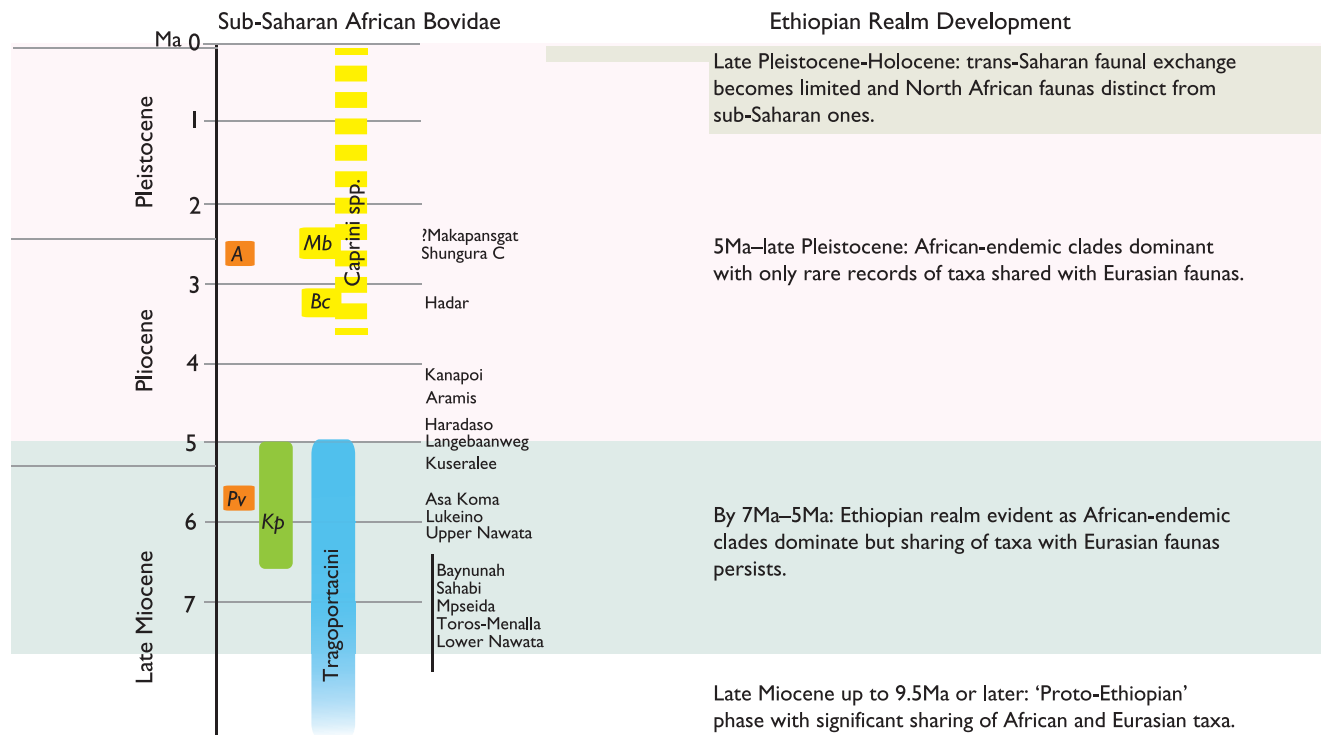 Sub-Saharan African Bovidae
Ethiopian Realm Development
Ma 0
1
2
3
4
5
6
7
Pleistocene
Pliocene
Late Miocene
A
Mb
Bc
Caprini spp.
Pv
Kp
Tragoportacini
?Makapansgat
Shungura C
Hadar
Kanapoi
Aramis
Haradaso
Langebaanweg
Kuseralee
Asa Koma
Lukeino
Upper Nawata
Baynunah
Sahabi
Mpseida
Toros-Menalla
Lower Nawata
Late Pleistocene-Holocene: trans-Saharan faunal exchange
becomes limited and North African faunas distinct from
sub-Saharan ones.
5Ma–late Pleistocene: African-endemic clades dominant
with only rare records of taxa shared with Eurasian faunas.
By 7Ma–5Ma: Ethiopian realm evident as African-endemic
clades dominate but sharing of taxa with Eurasian faunas
persists.
Late Miocene up to 9.5Ma or later: ‘Proto-Ethiopian’
phase with significant sharing of African and Eurasian taxa.